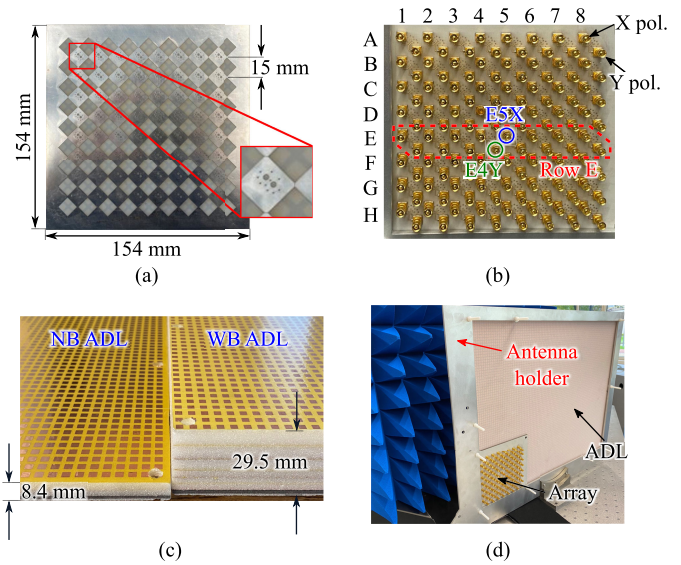 15 mm
154 mm
154 mm
(a)
1 2 3 4 5 6 7 8
X pol.
Y pol.
A
B
C
D
E
F
G
H
E5X
E4Y
Row E
(b)
NB ADL
WB ADL
29.5 mm
8.4 mm
(c)
Antenna
holder
ADL
Array
(d)